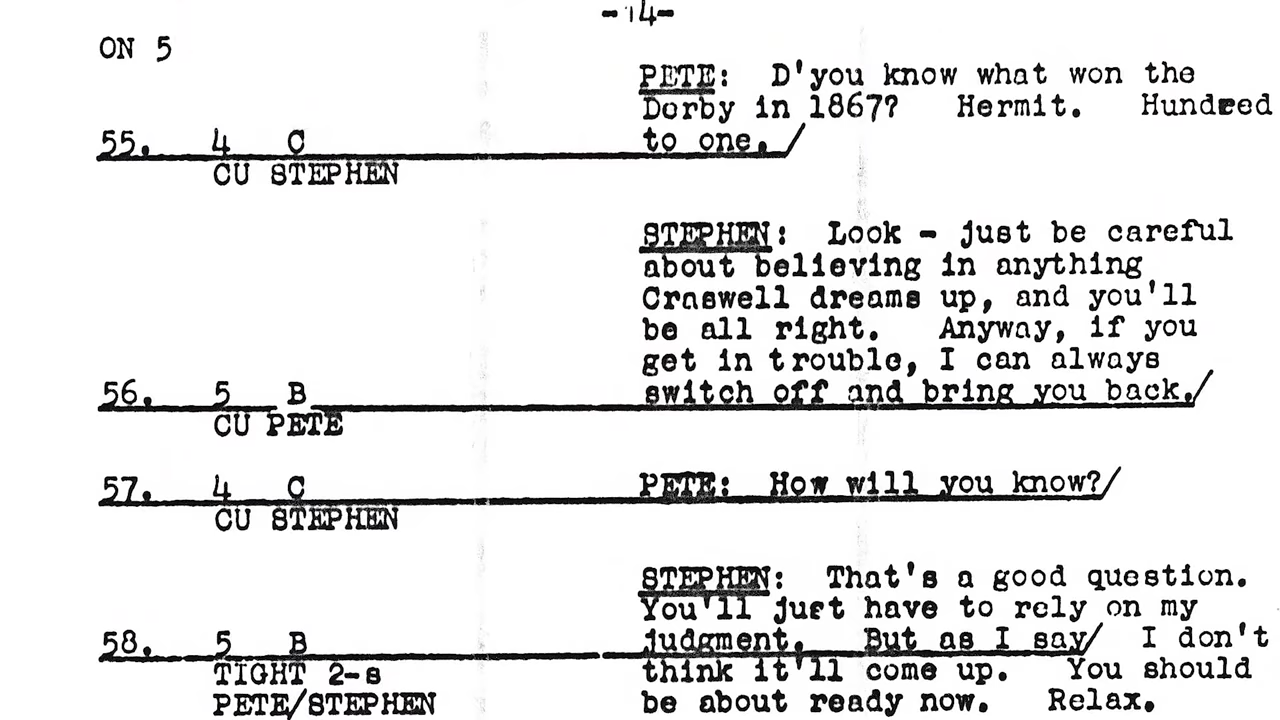 -14-
ON 5
PETE: D'you know what won the
Derby in 1867? Hermit. Hundred
55. 4 C to one./
CU STEPHEN
STEPHEN: Look - just be careful
about believing in anything
Craswell dreams up, and you'll
be all right. Anyway, if you
get in trouble, I can always
56. 5 B switch off and bring you back./
CU PETE
57. 4 C PETE: How will you know?/
CU STEPHEN
STEPHEN: That's a good question.
You'll just have to rely on my
58. 5 B judgment. But as I say/ I don't
TIGHT 2-s think it'll come up. You should
PETE/STEPHEN be about ready now. Relax.